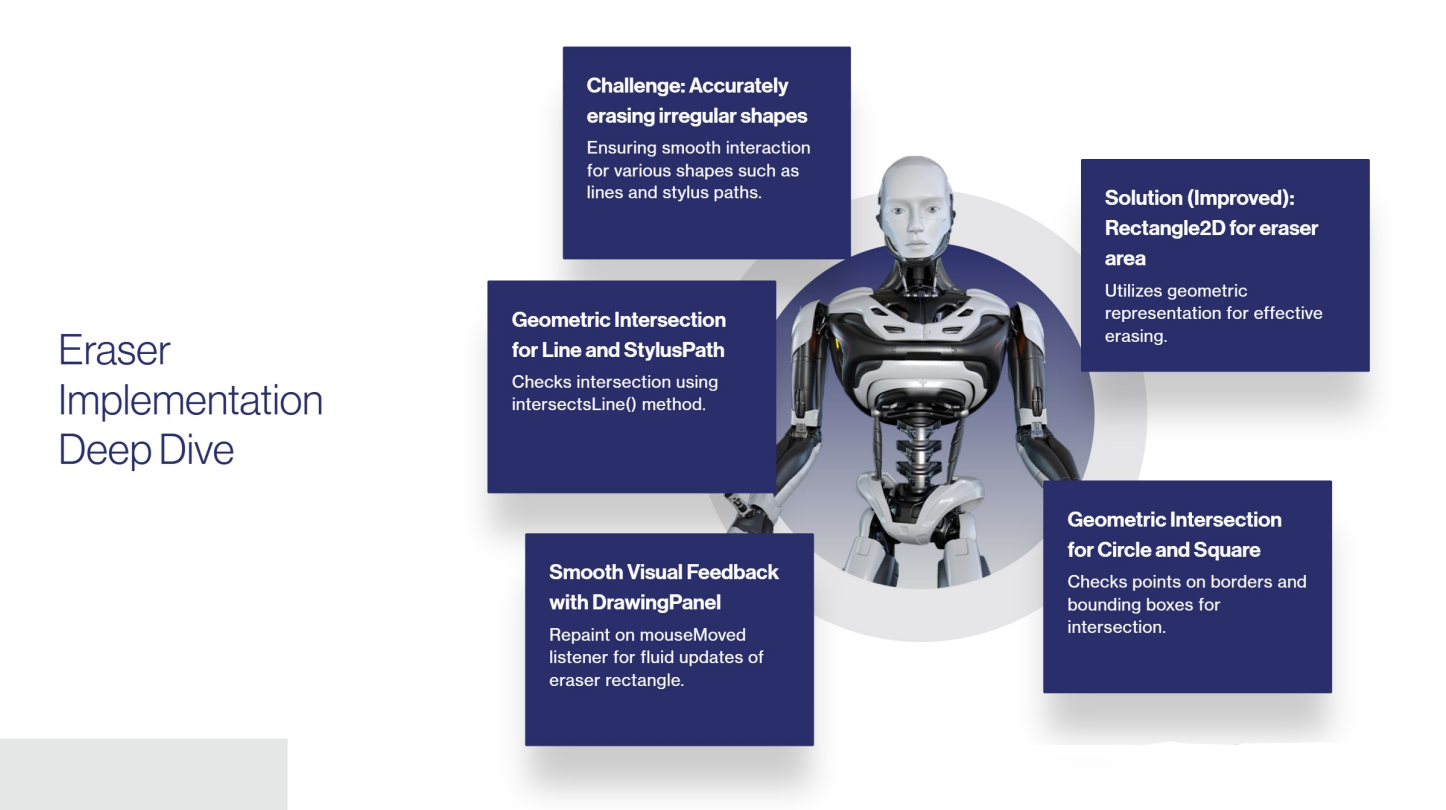 Eraser
Implementation
Deep Dive
Challenge: Accurately
erasing irregular shapes
Ensuring smooth interaction
for various shapes such as
lines and stylus paths.
Solution (Improved):
Rectangle2D for eraser
area
Utilizes geometric
representation for effective
erasing.
Geometric Intersection
for Line and StylusPath
Checks intersection using
intersectsLine() method.
Geometric Intersection
for Circle and Square
Checks points on borders and
bounding boxes for
intersection.
Smooth Visual Feedback
with DrawingPanel
Repaint on mouseMoved
listener for fluid updates of
eraser rectangle.